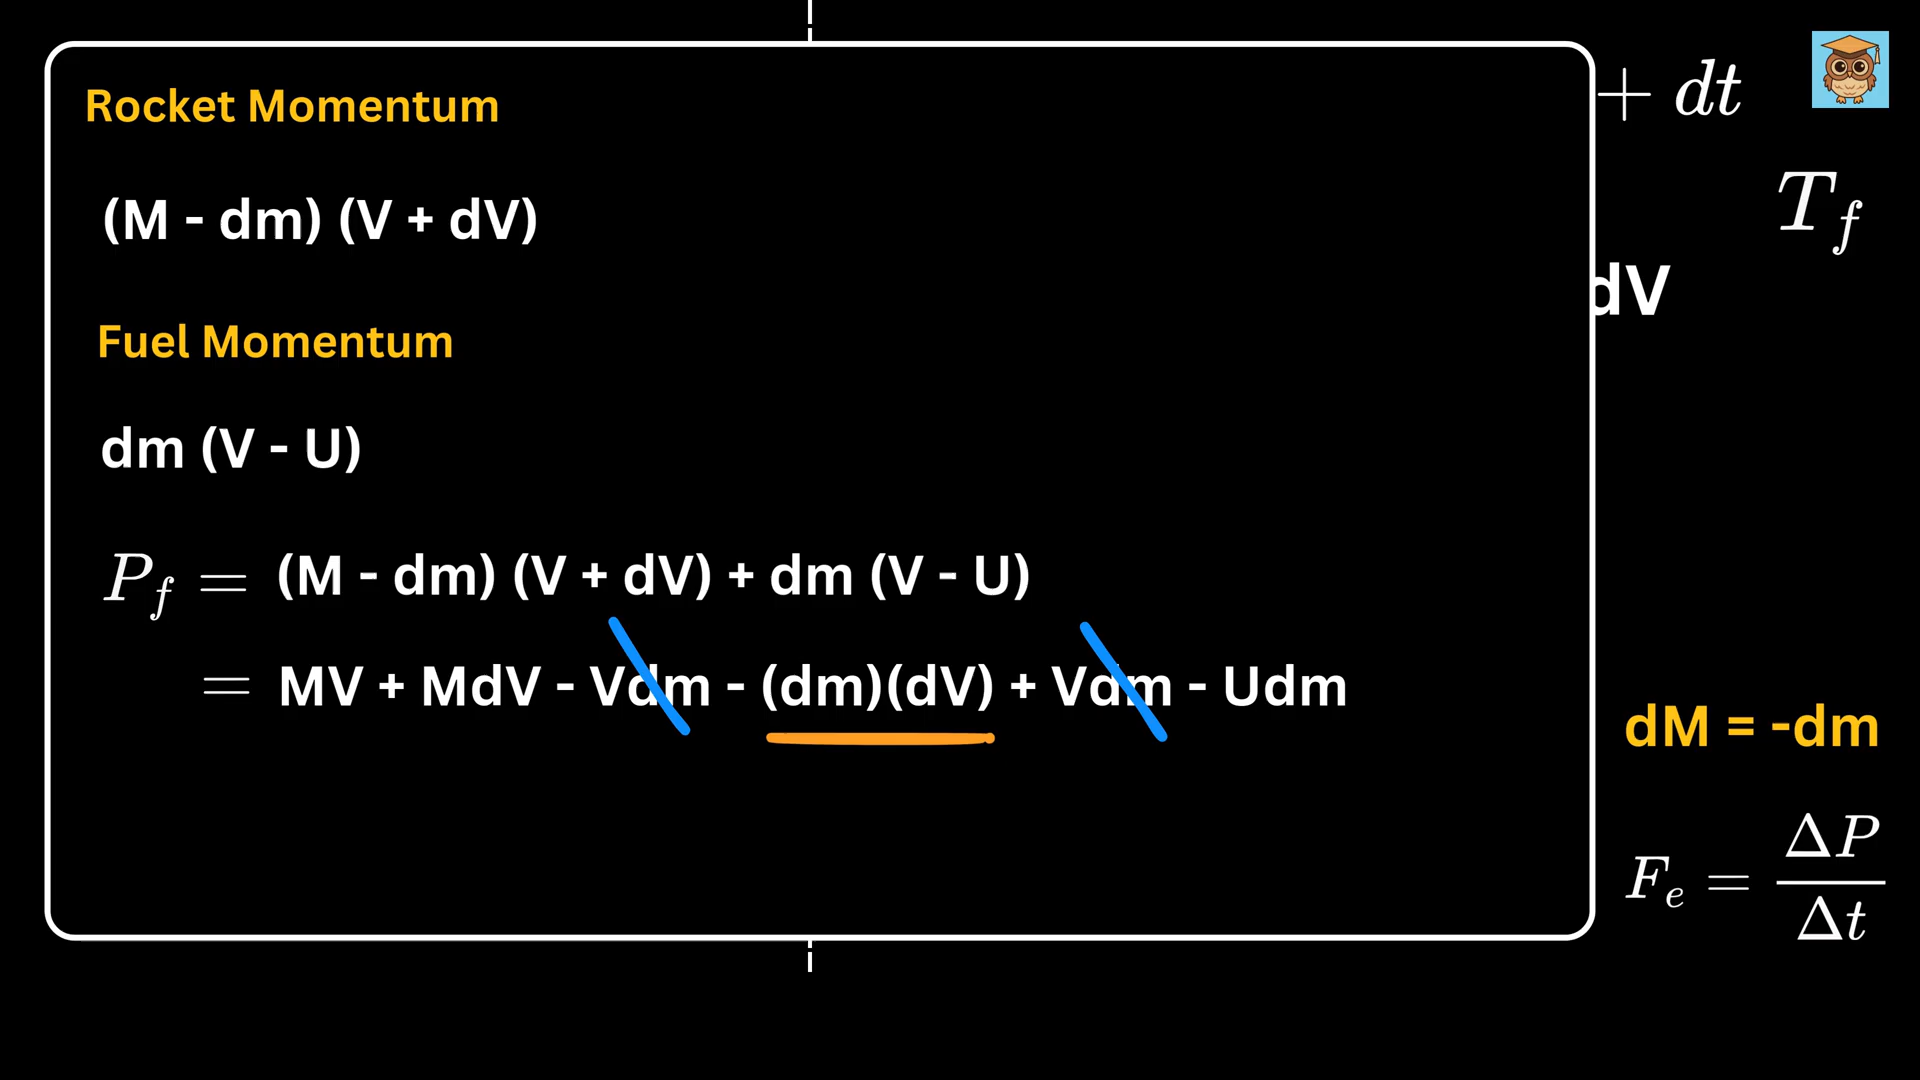 Rocket Momentum
+ dt
(M - dm) (V + dV)
T_f
dV
Fuel Momentum
dm (V - U)
P_f = (M - dm) (V + dV) + dm (V - U)
= MV + MdV - Vdm - (dm)(dV) + Vdm - Udm
dM = -dm
F_e = ΔP / Δt